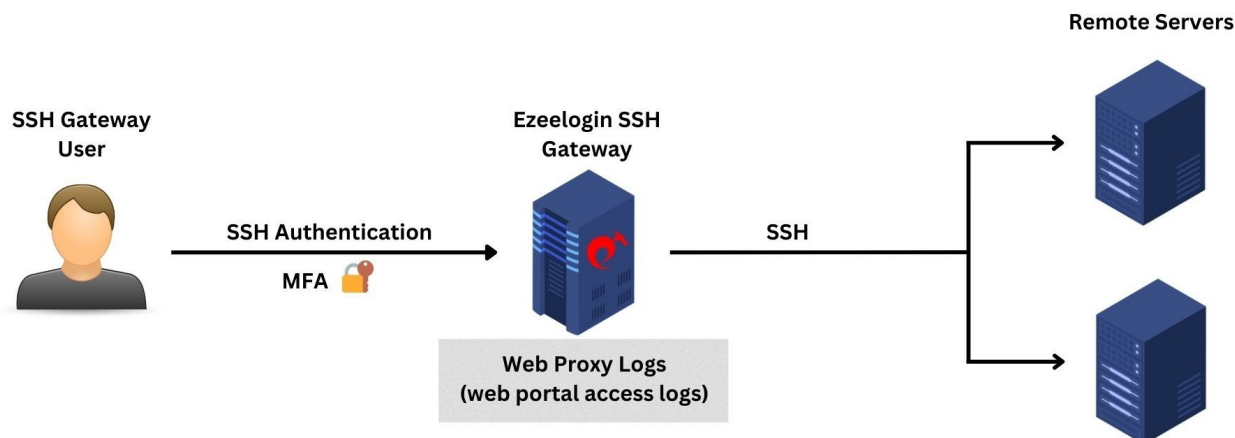 Remote Servers
SSH Gateway
User
Ezeelogin SSH
Gateway
SSH Authentication
MFA
SSH
Web Proxy Logs
(web portal access logs)